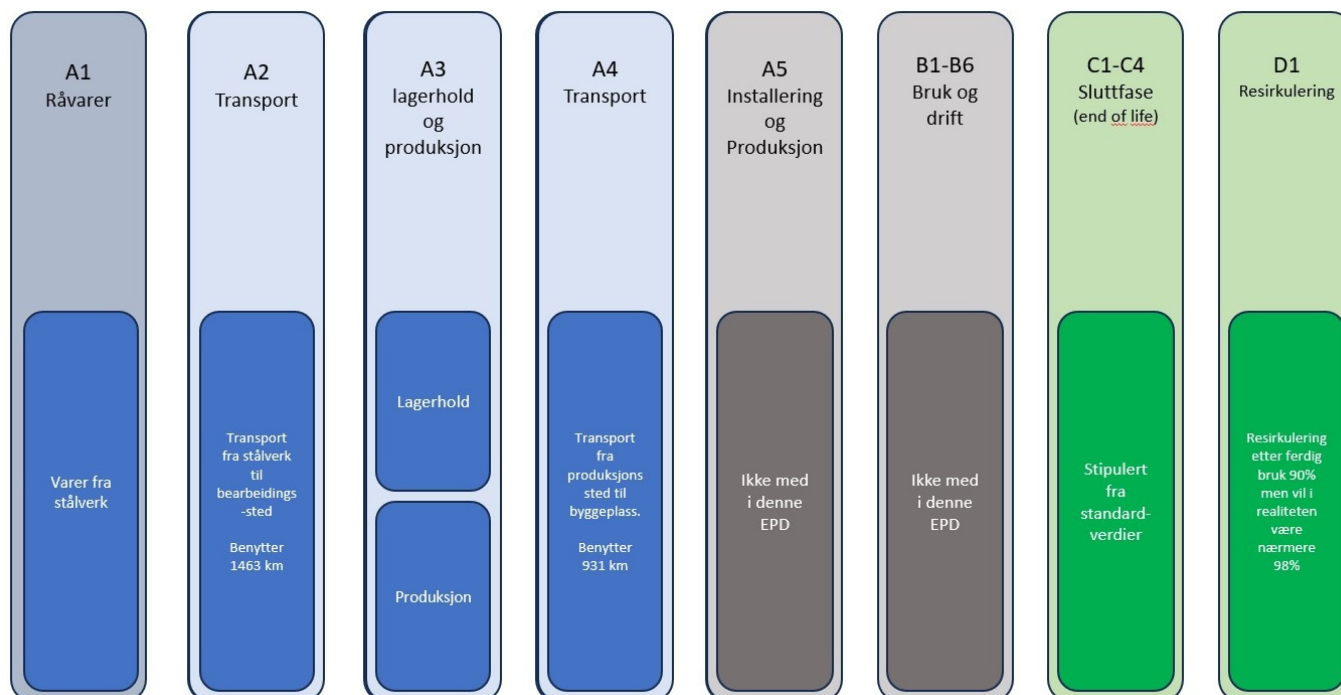 A1
Råvarer
Varer fra
stålverk
A2
Transport
Transport
fra stålverk
til
bearbeidings
-sted
Benytter
1463 km
A3
lagerhold
og
produksjon
Lagerhold
Produksjon
A4
Transport
Transport
fra
produksjons
sted til
byggeplass.
Benytter
931 km
A5
Installering
og
Produksjon
Ikke med
i denne
EPD
B1-B6
Bruk og
drift
Ikke med
i denne
EPD
C1-C4
Sluttfase
(end of life)
Stipulert
fra
standard-
verdier
D1
Resirkulering
Resirkulering
etter ferdig
bruk 90%
men vil i
realiteten
være
nærmere
98%